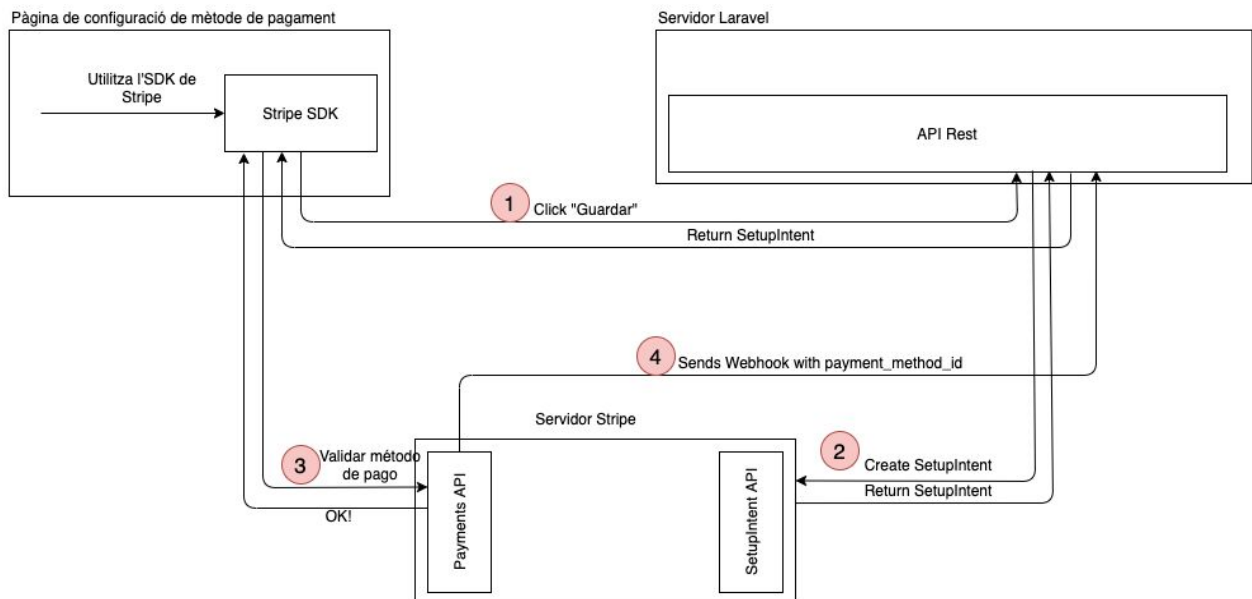 Pàgina de configuració de mètode de pagament
Servidor Laravel
Utilitza l'SDK de
Stripe
Stripe SDK
API Rest
1
Click "Guardar"
Return SetupIntent
4
Sends Webhook with payment_method_id
Servidor Stripe
3
Validar método
de pago
OK!
Payments API
SetupIntent API
2
Create SetupIntent
Return SetupIntent